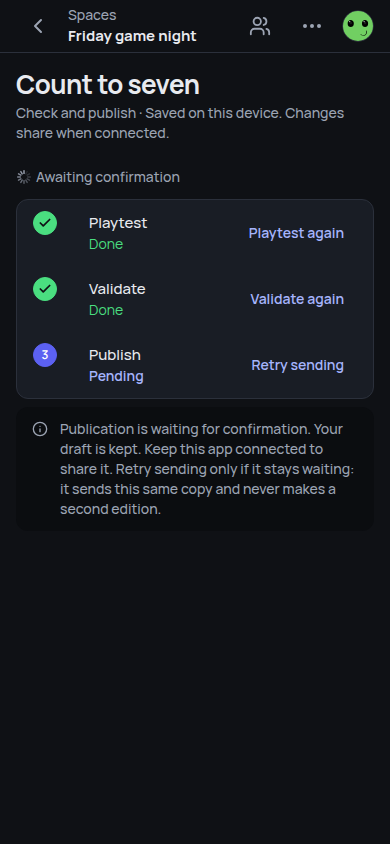 Spaces
Friday game night
Count to seven
Check and publish · Saved on this device. Changes
share when connected.
Awaiting confirmation
Playtest
Done
Playtest again
Validate
Done
Validate again
3
Publish
Pending
Retry sending
Publication is waiting for confirmation. Your
draft is kept. Keep this app connected to
share it. Retry sending only if it stays waiting:
it sends this same copy and never makes a
second edition.